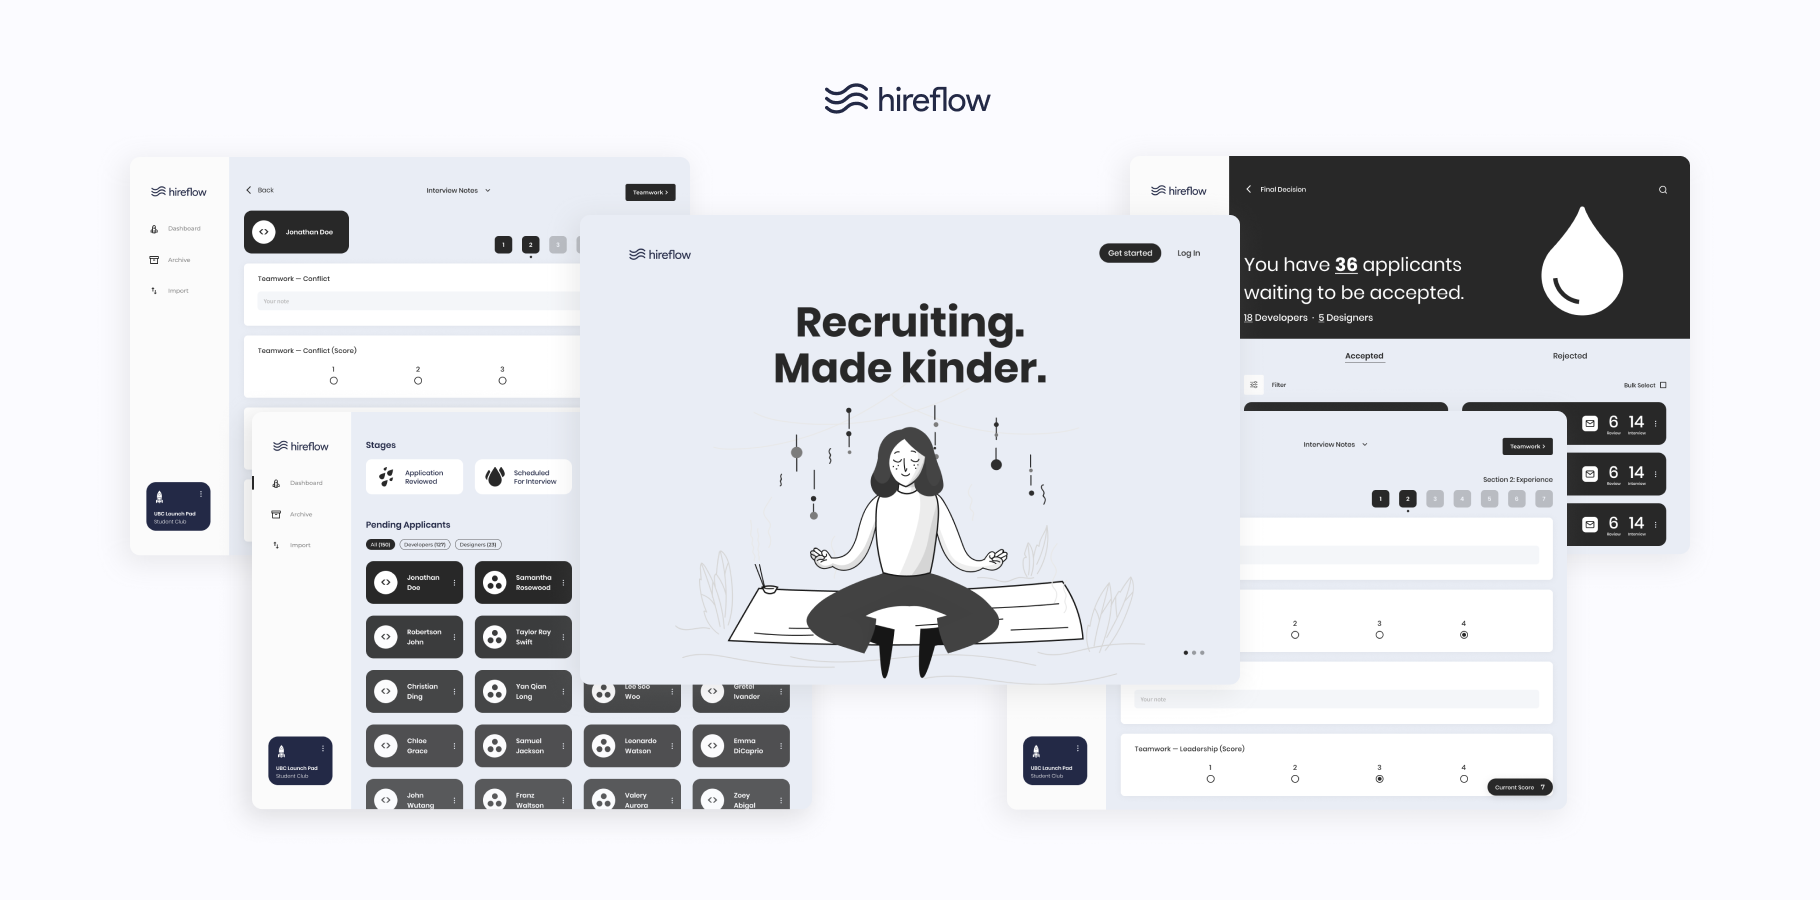 hireflow
hireflow
Dashboard
Archive
Import
UBC Launch Pad
Student Club
Back
Interview Notes
Teamwork >
Jonathan Doe
1 2 3
Teamwork — Conflict
Your note
Teamwork — Conflict (Score)
1 2 3
hireflow
Dashboard
Archive
Import
UBC Launch Pad
Student Club
Stages
Application
Reviewed
Scheduled
For Interview
Pending Applicants
All (150) Developers (127) Designers (23)
Jonathan
Doo
Samantha
Rosewood
Robertson
John
Taylor Ray
Swift
Christian
Ding
Yan Qian
Long
Lee Soo
Woo
Gretel
Ivander
Chloe
Grace
Samuel
Jackson
Leonardo
Watson
Emma
DiCaprio
John
Wutang
Franz
Waltson
Valery
Aurora
Zoey
Abigol
hireflow
Get started Log In
Recruiting.
Made kinder.
hireflow
Final Decision
You have 36 applicants
waiting to be accepted.
18 Developers · 5 Designers
Accepted Rejected
Filter Bulk Select
6 14
Review Interview
6 14
Review Interview
6 14
Review Interview
Interview Notes
Teamwork >
Section 2: Experience
1 2 3 4 5 6 7
2 3 4
Your note
Teamwork — Leadership (Score)
1 2 3 4
Current Score 7
UBC Launch Pad
Student Club